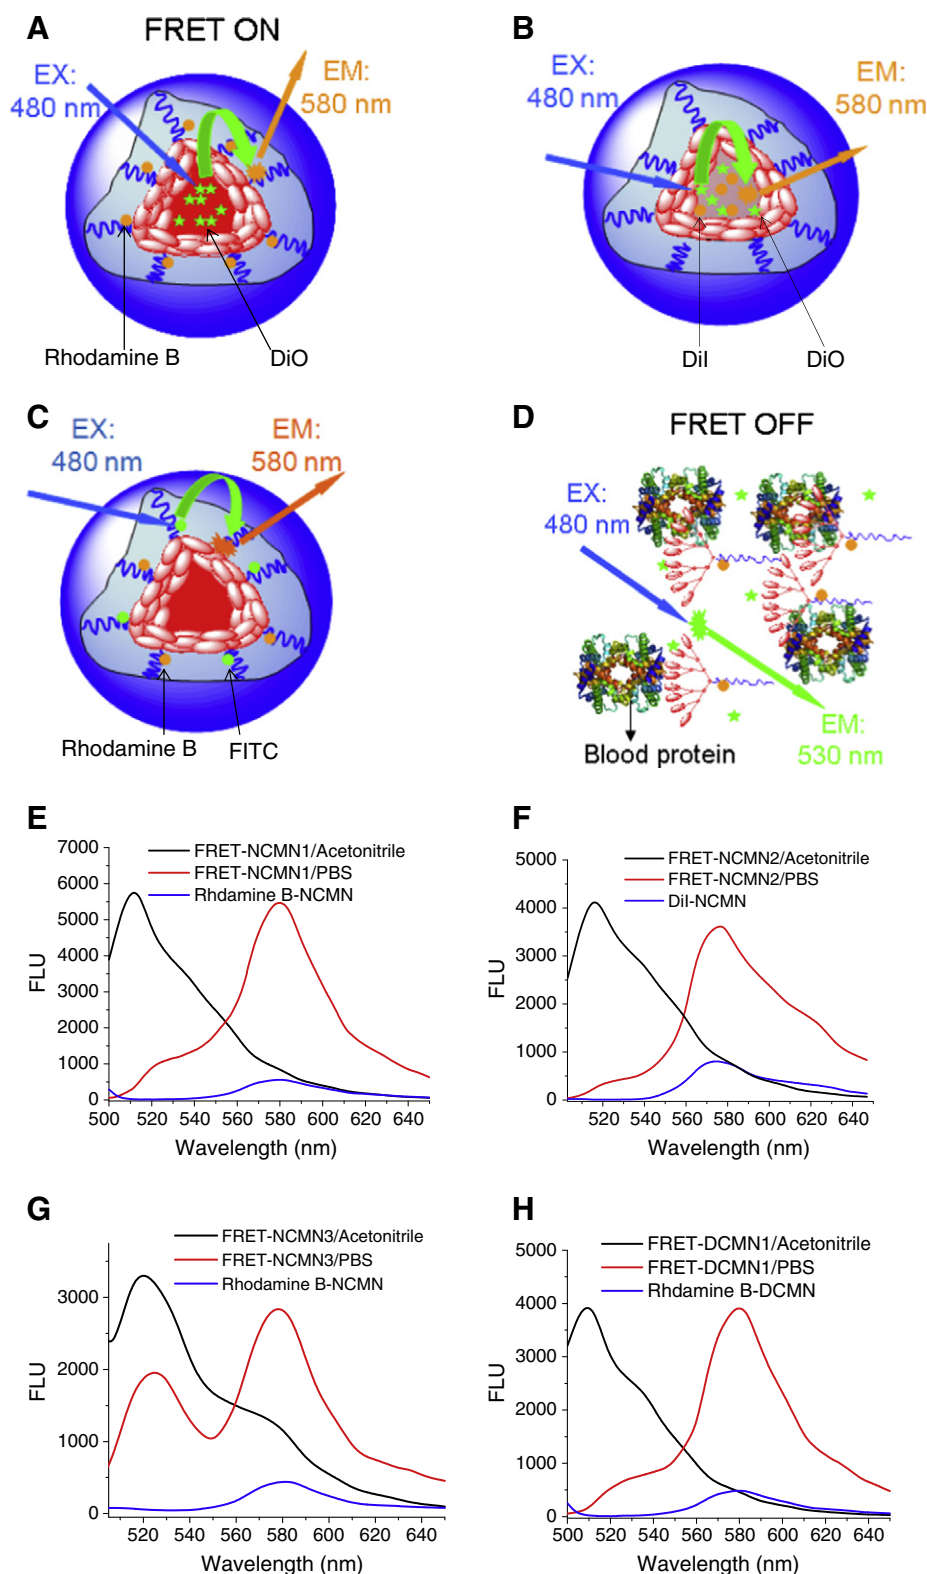 A
FRET ON
EX:
480 nm
EM:
580 nm
Rhodamine B
DiO
B
EX:
480 nm
EM:
580 nm
DiI
DiO
C
EX:
480 nm
EM:
580 nm
Rhodamine B
FITC
D
FRET OFF
EX:
480 nm
Blood protein
EM:
530 nm
E
7000
6000
5000
4000
3000
2000
1000
0
FLU
FRET-NCMN1/Acetonitrile
FRET-NCMN1/PBS
Rhdamine B-NCMN
500 520 540 560 580 600 620 640
Wavelength (nm)
F
5000
4000
3000
2000
1000
0
FLU
FRET-NCMN2/Acetonitrile
FRET-NCMN2/PBS
DiI-NCMN
520 540 560 580 600 620 640
Wavelength (nm)
G
3000
2000
1000
0
FLU
FRET-NCMN3/Acetonitrile
FRET-NCMN3/PBS
Rhodamine B-NCMN
520 540 560 580 600 620 640
Wavelength (nm)
H
5000
4000
3000
2000
1000
0
FLU
FRET-DCMN1/Acetonitrile
FRET-DCMN1/PBS
Rhdamine B-DCMN
500 520 540 560 580 600 620 640
Wavelength (nm)